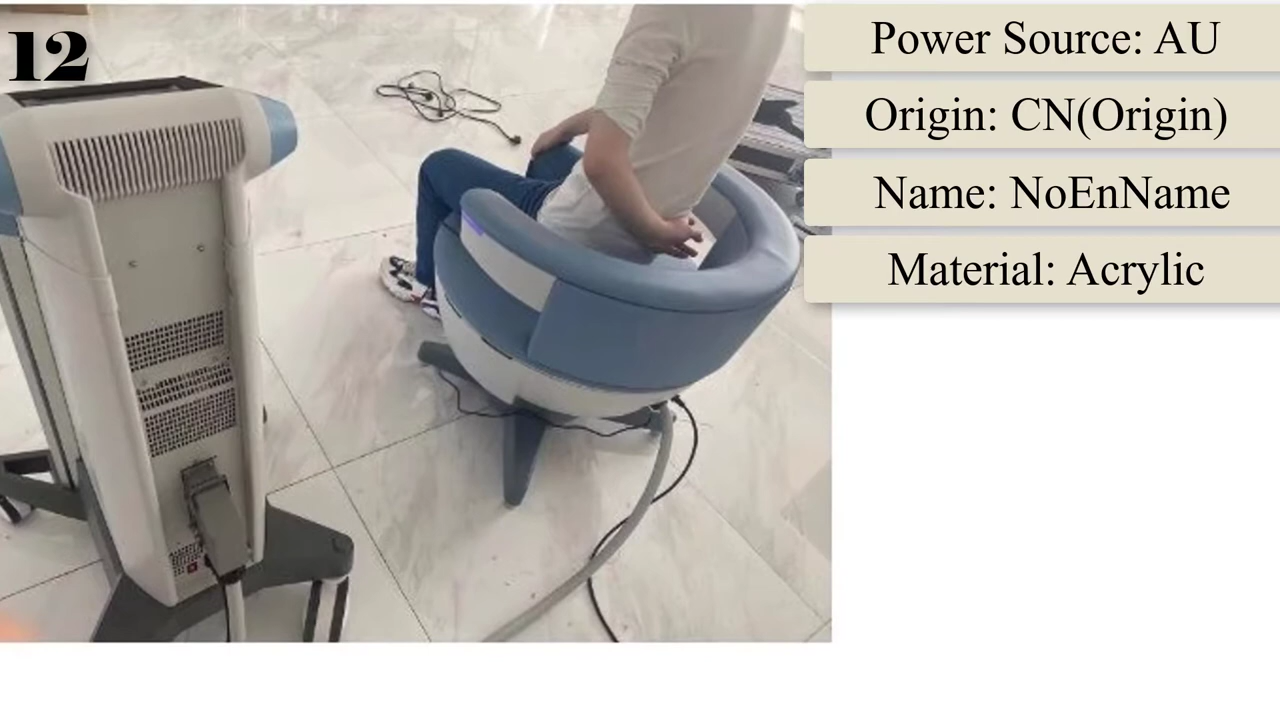 12
Power Source: AU
Origin: CN(Origin)
Name: NoEnName
Material: Acrylic